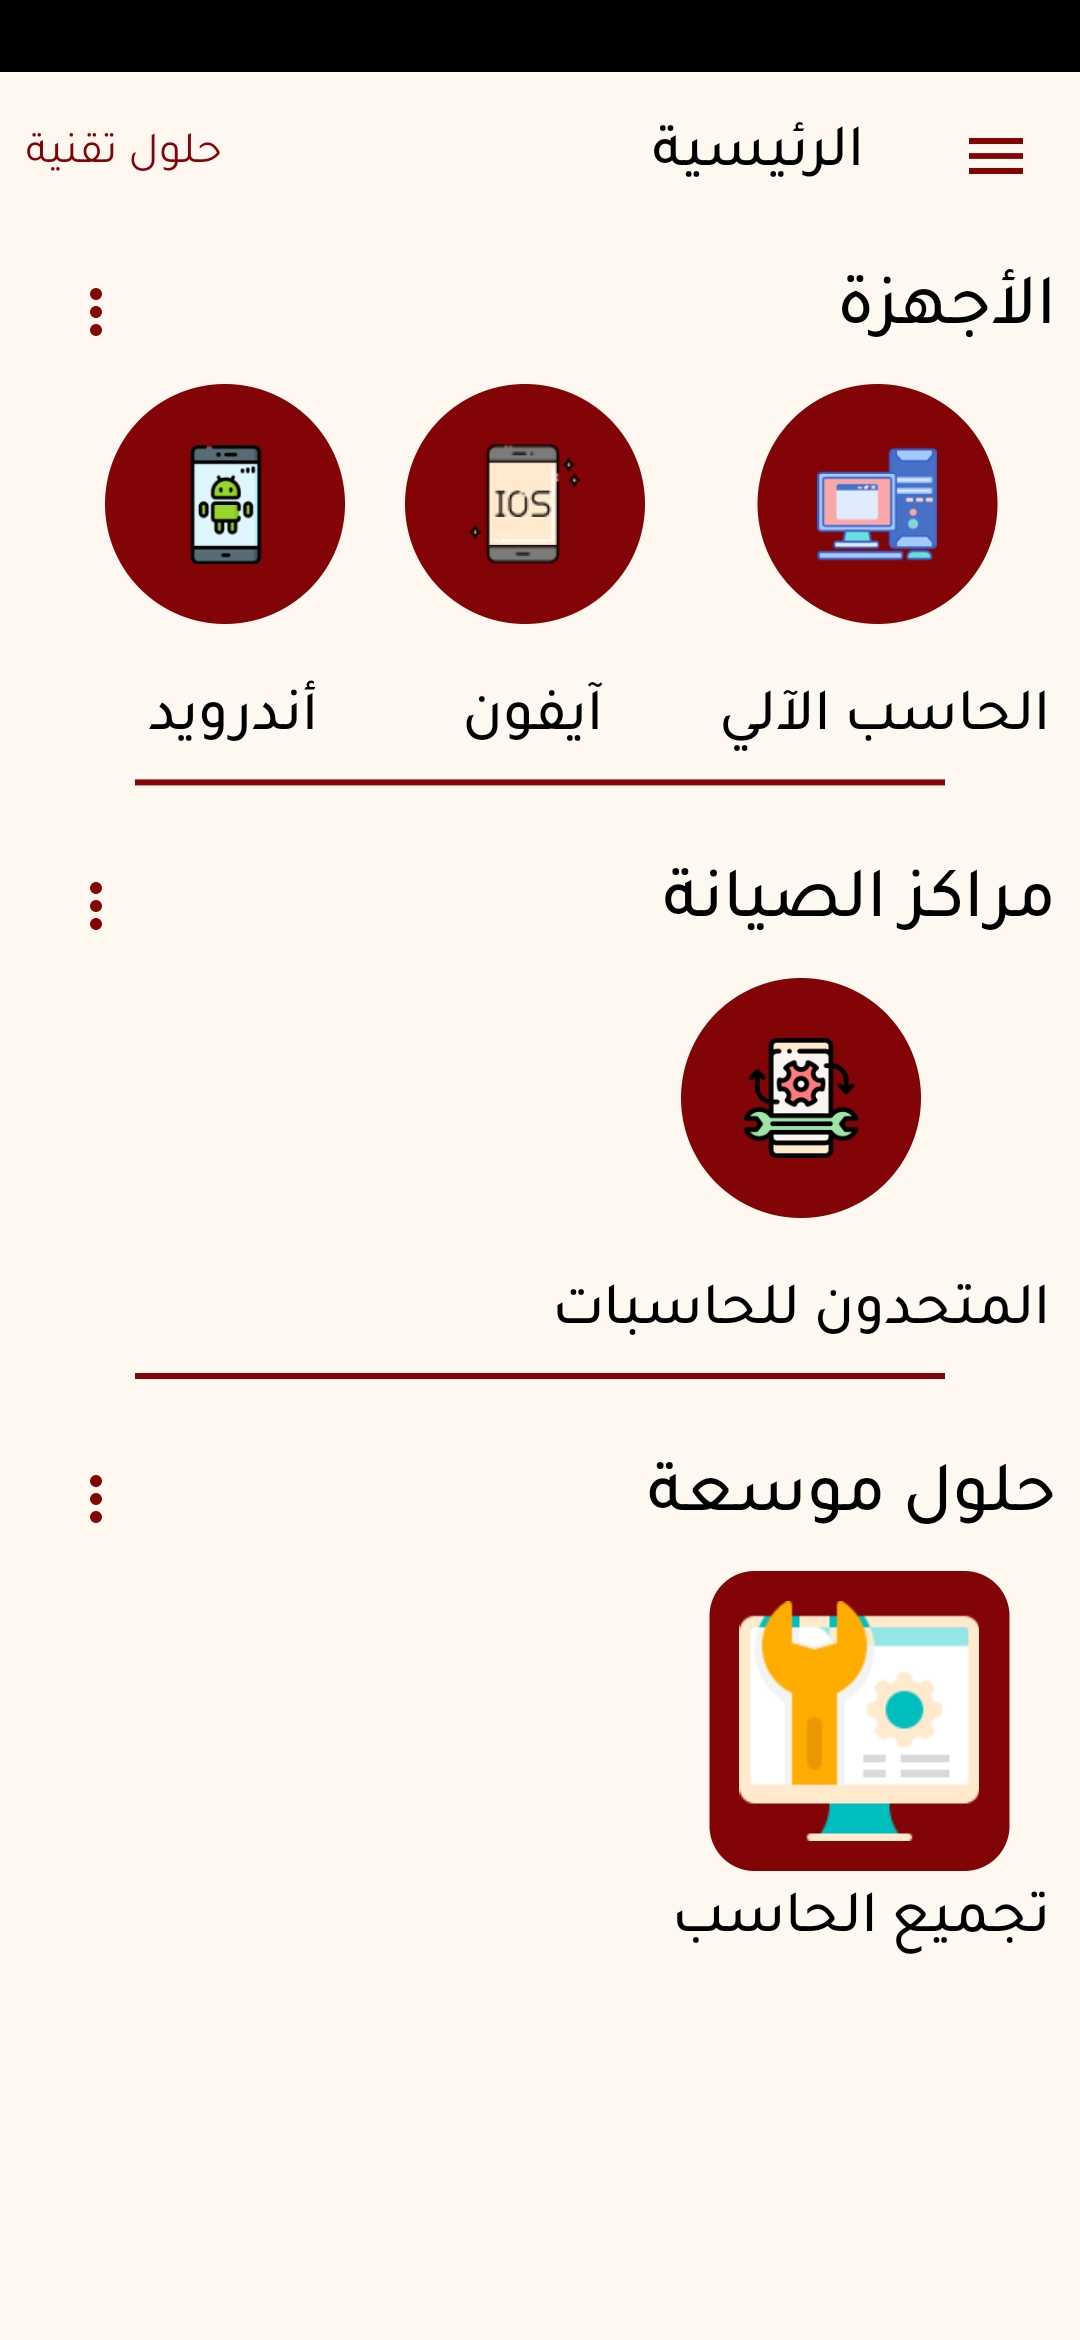 الرئيسية
حلول تقنية
الأجهزة
IOS
الحاسب الآلي
آيفون
أندرويد
مراكز الصيانة
المتحدون للحاسبات
حلول موسعة
تجميع الحاسب